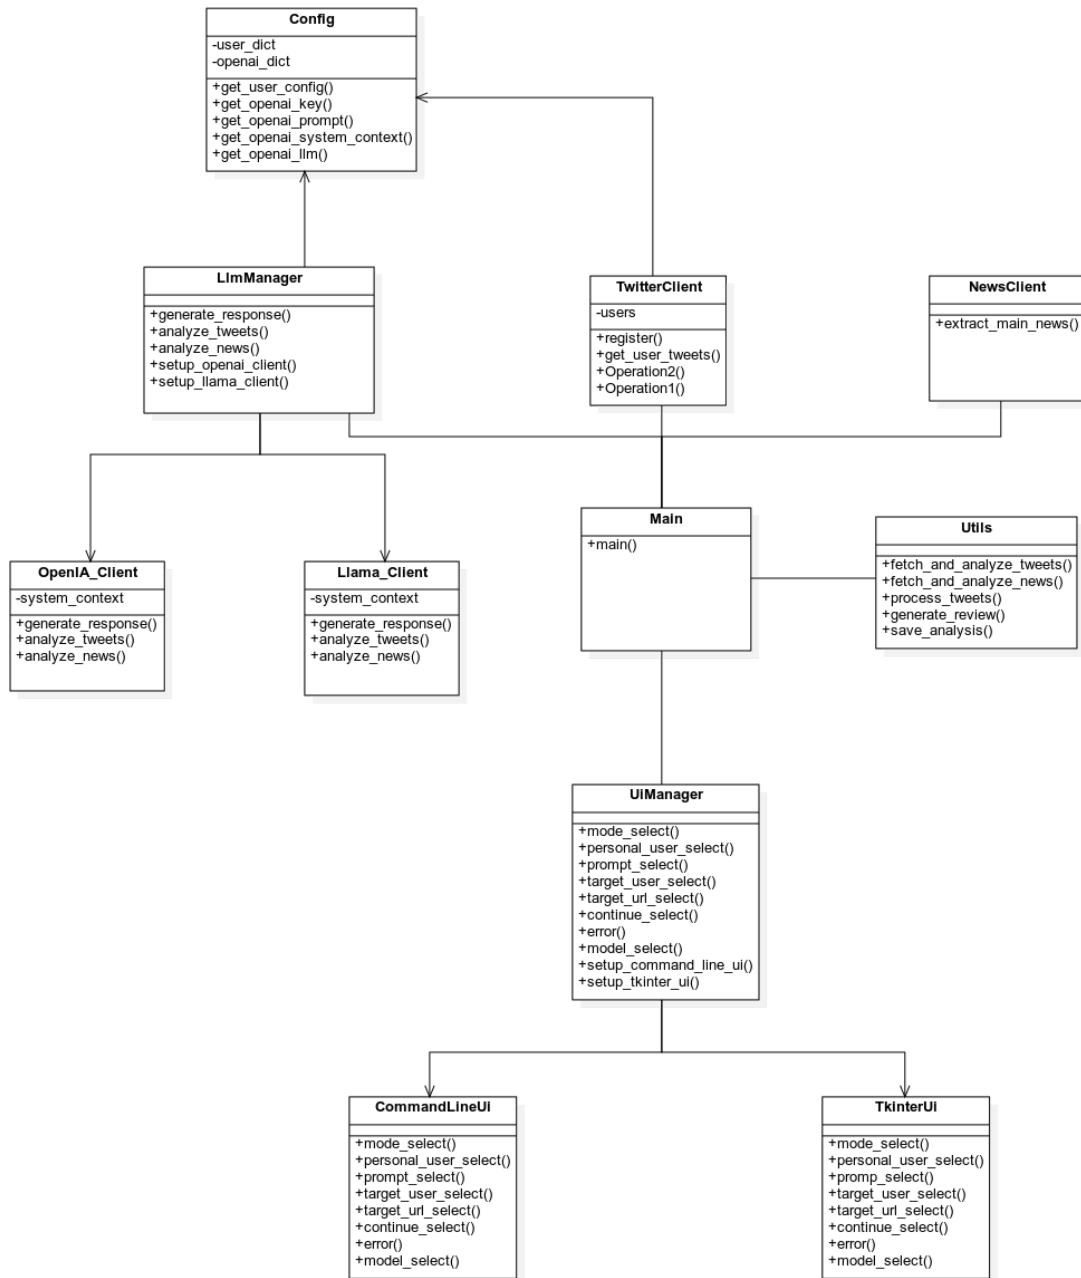 Config
-user_dict
-openai_dict
+get_user_config()
+get_openai_key()
+get_openai_prompt()
+get_openai_system_context()
+get_openai_llm()
LlmManager
+generate_response()
+analyze_tweets()
+analyze_news()
+setup_openai_client()
+setup_llama_client()
TwitterClient
-users
+register()
+get_user_tweets()
+Operation2()
+Operation1()
NewsClient
+extract_main_news()
Main
+main()
Utils
+fetch_and_analyze_tweets()
+fetch_and_analyze_news()
+process_tweets()
+generate_review()
+save_analysis()
OpenIA_Client
-system_context
+generate_response()
+analyze_tweets()
+analyze_news()
Llama_Client
-system_context
+generate_response()
+analyze_tweets()
+analyze_news()
UiManager
+mode_select()
+personal_user_select()
+prompt_select()
+target_user_select()
+target_url_select()
+continue_select()
+error()
+model_select()
+setup_command_line_ui()
+setup_tkinter_ui()
CommandLineUi
+mode_select()
+personal_user_select()
+prompt_select()
+target_user_select()
+target_url_select()
+continue_select()
+error()
+model_select()
TkinterUi
+mode_select()
+personal_user_select()
+promp_select()
+target_user_select()
+target_url_select()
+continue_select()
+error()
+model_select()